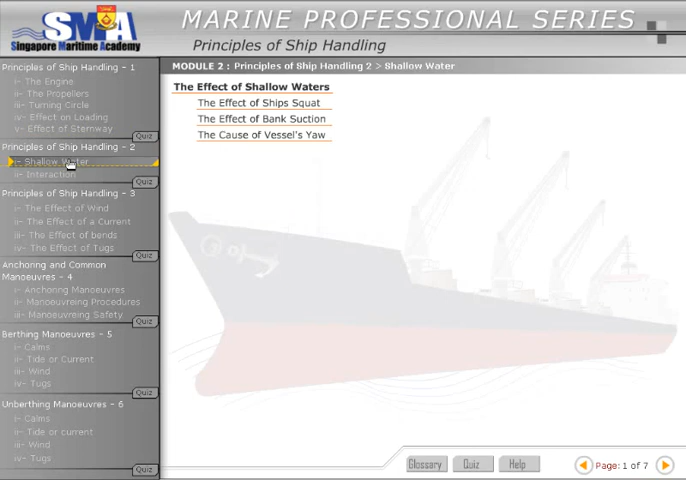 SMA
Singapore Maritime Academy
MARINE PROFESSIONAL SERIES
Principles of Ship Handling
Principles of Ship Handling - 1
i- The Engine
ii- The Propellers
iii- Turning Circle
iv- Effect on Loading
v- Effect of Sternway
Quiz
Principles of Ship Handling - 2
i- Shallow Water
ii- Interaction
Quiz
Principles of Ship Handling - 3
i- The Effect of Wind
ii- The Effect of a Current
iii- The Effect of bends
iv- The Effect of Tugs
Quiz
Anchoring and Common
Manoeuvres - 4
i- Anchoring Manoeuvres
ii- Manoeuvreing Procedures
iii- Manoeuvring Safety
Quiz
Berthing Manoeuvres - 5
i- Calms
ii- Tide or Current
iii- Wind
iv- Tugs
Quiz
Unberthing Manoeuvres - 6
i- Calms
ii- Tide or current
iii- Wind
iv- Tugs
Quiz
MODULE 2 : Principles of Ship Handling 2 > Shallow Water
The Effect of Shallow Waters
The Effect of Ships Squat
The Effect of Bank Suction
The Cause of Vessel's Yaw
Glossary Quiz Help Page: 1 of 7